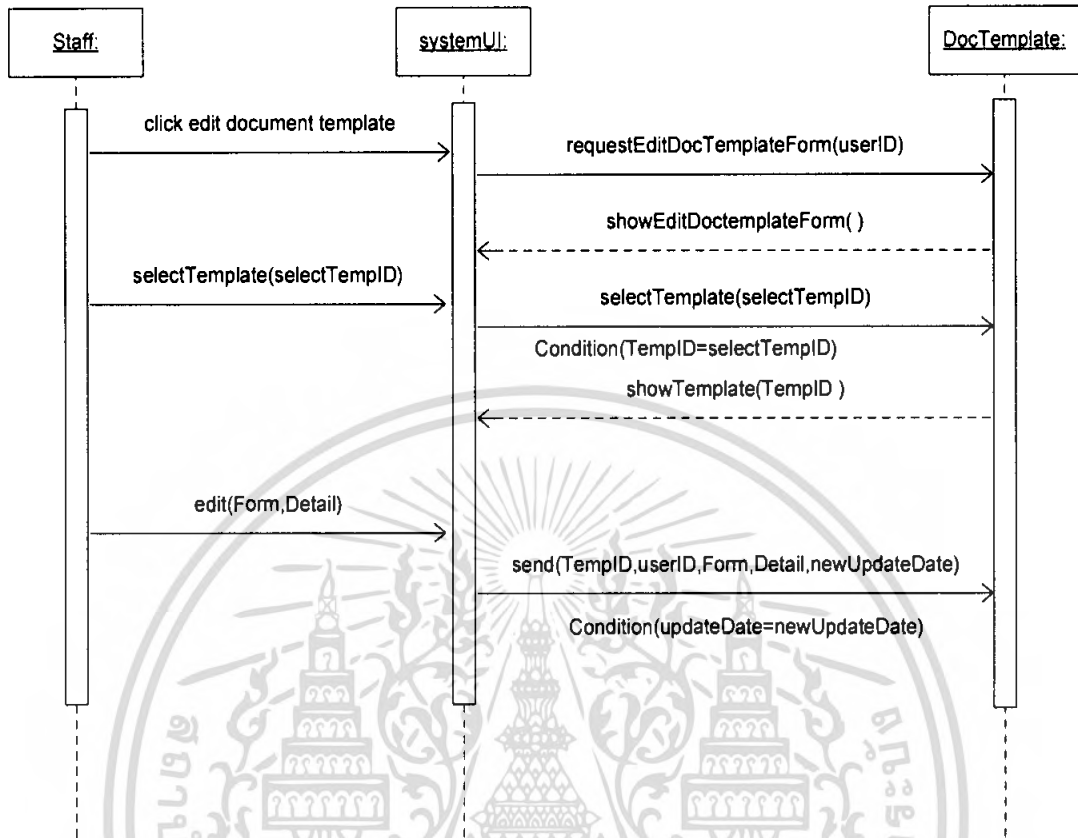 Staff:
systemUI:
DocTemplate:
click edit document template
requestEditDocTemplateForm(userID)
showEditDoctemplateForm( )
selectTemplate(selectTempID)
selectTemplate(selectTempID)
Condition(TempID=selectTempID)
showTemplate(TempID )
edit(Form,Detail)
send(TempID,userID,Form,Detail,newUpdateDate)
Condition(updateDate=newUpdateDate)